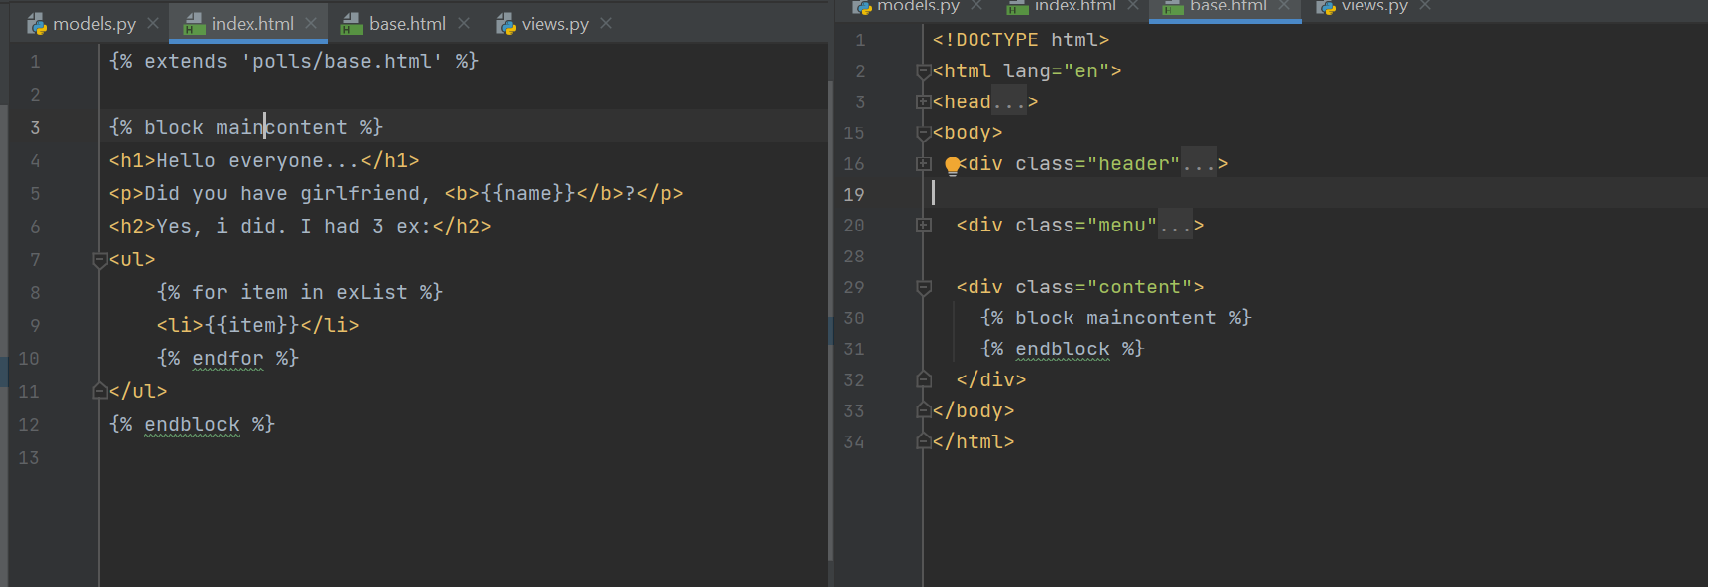 models.py index.html base.html views.py
1 {% extends 'polls/base.html' %}
2
3 {% block maincontent %}
4 <h1>Hello everyone...</h1>
5 <p>Did you have girlfriend, <b>{{name}}</b>?</p>
6 <h2>Yes, i did. I had 3 ex:</h2>
7 <ul>
8 {% for item in exList %}
9 <li>{{item}}</li>
10 {% endfor %}
11 </ul>
12 {% endblock %}
13
models.py index.html base.html views.py
1 <!DOCTYPE html>
2 <html lang="en">
3 <head...>
15 <body>
16 <div class="header"...>
19
20 <div class="menu"...>
28
29 <div class="content">
30 {% block maincontent %}
31 {% endblock %}
32 </div>
33 </body>
34 </html>